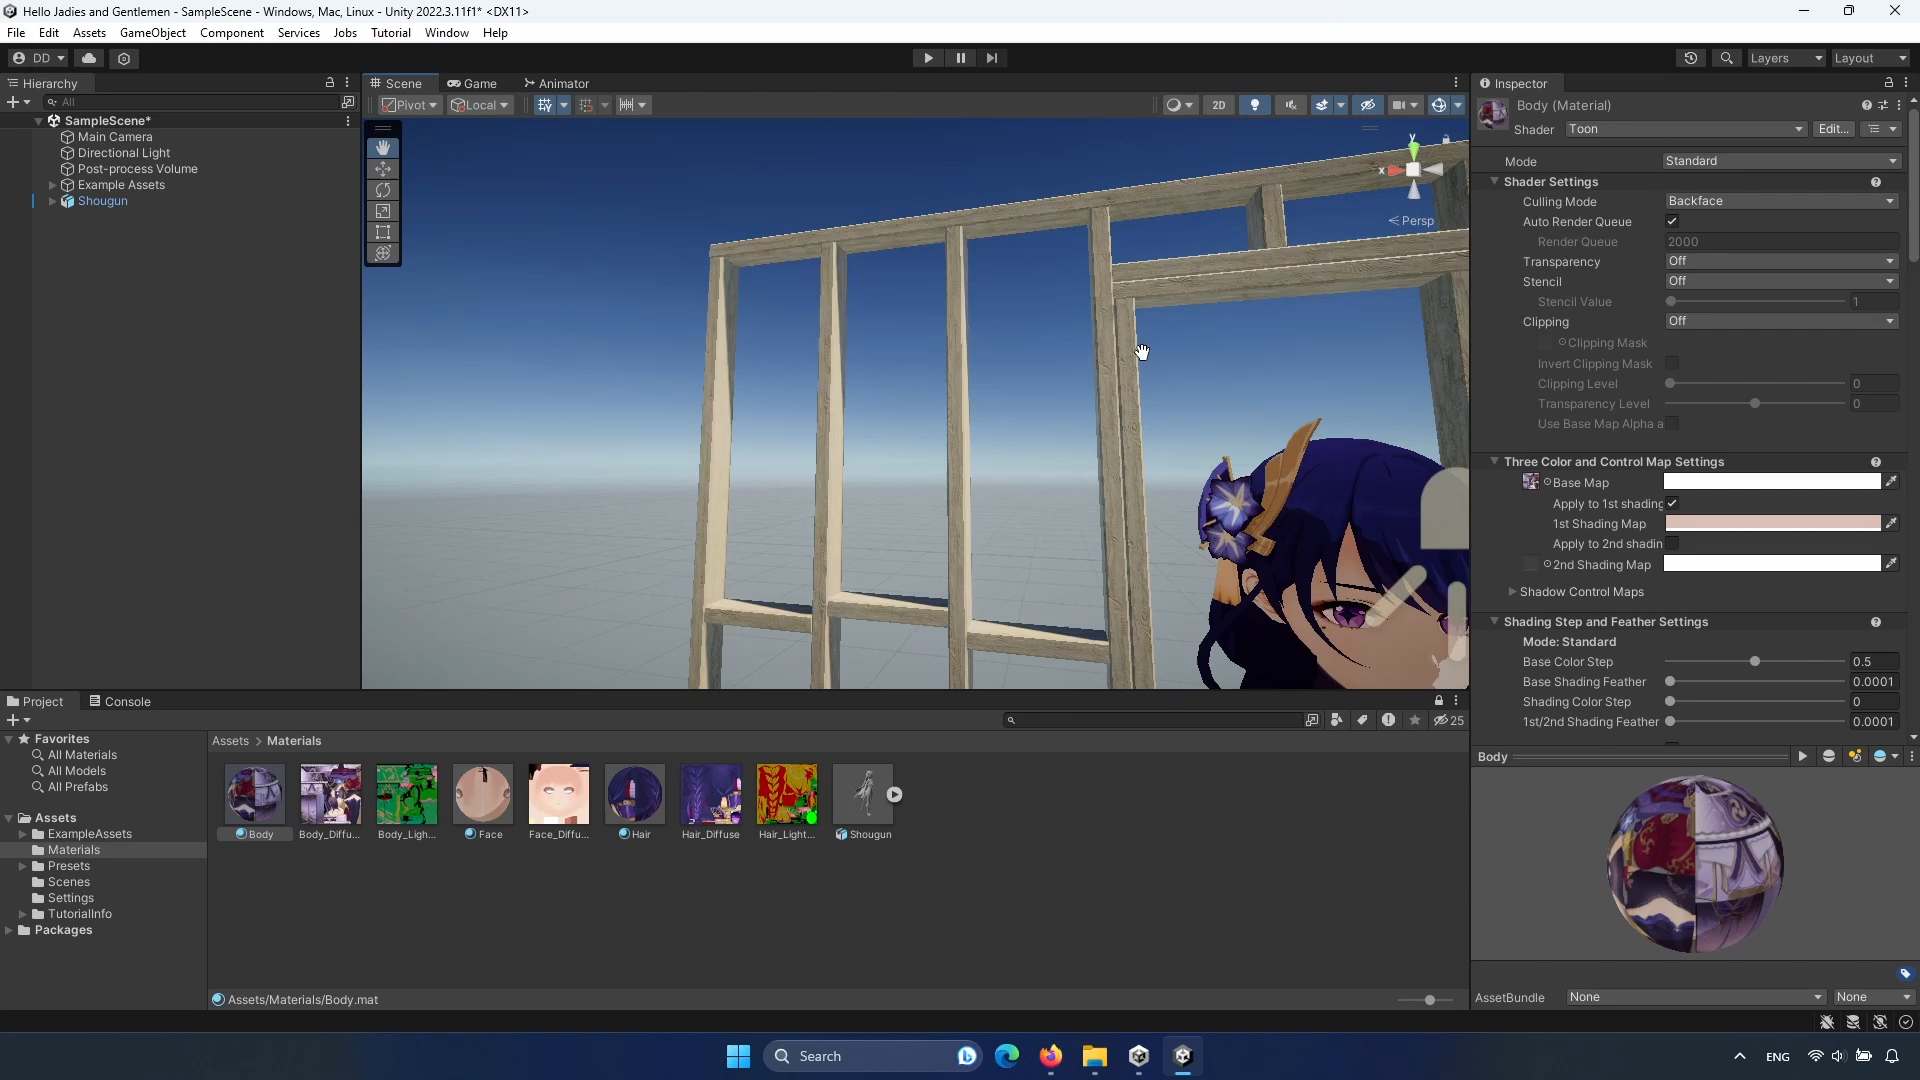 Hello Jadies and Gentlemen - SampleScene - Windows, Mac, Linux - Unity 2022.3.11f1* <DX11>
File Edit Assets GameObject Component Services Jobs Tutorial Window Help
DD Layers Layout
Hierarchy
All
SampleScene*
Main Camera
Directional Light
Post-process Volume
Example Assets
Shougun
Scene Game Animator
Pivot Local 2D
y
x
Persp
Inspector
Body (Material)
Shader Toon Edit...
Mode Standard
Shader Settings
Culling Mode Backface
Auto Render Queue
Render Queue 2000
Transparency Off
Stencil Off
Stencil Value 1
Clipping Off
Clipping Mask
Invert Clipping Mask
Clipping Level 0
Transparency Level 0
Use Base Map Alpha a
Three Color and Control Map Settings
Base Map
Apply to 1st shading
1st Shading Map
Apply to 2nd shadin
2nd Shading Map
Shadow Control Maps
Shading Step and Feather Settings
Mode: Standard
Base Color Step 0.5
Base Shading Feather 0.0001
Shading Color Step 0
1st/2nd Shading Feather 0.0001
Body
AssetBundle None None
Project Console
25
Favorites
All Materials
All Models
All Prefabs
Assets
ExampleAssets
Materials
Presets
Scenes
Settings
TutorialInfo
Packages
Assets > Materials
Body Body_Diffu... Body_Ligh... Face Face_Diffu... Hair Hair_Diffuse Hair_Light... Shougun
Assets/Materials/Body.mat
Search
ENG